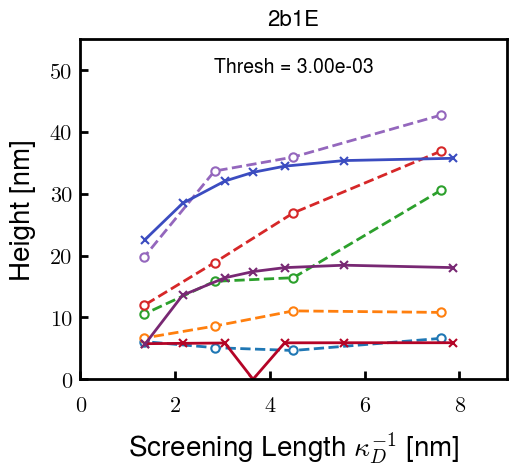 2b1E
Thresh = 3.00e-03
50
40
30
20
10
0
Height [nm]
0 2 4 6 8
Screening Length κ_D^{-1} [nm]